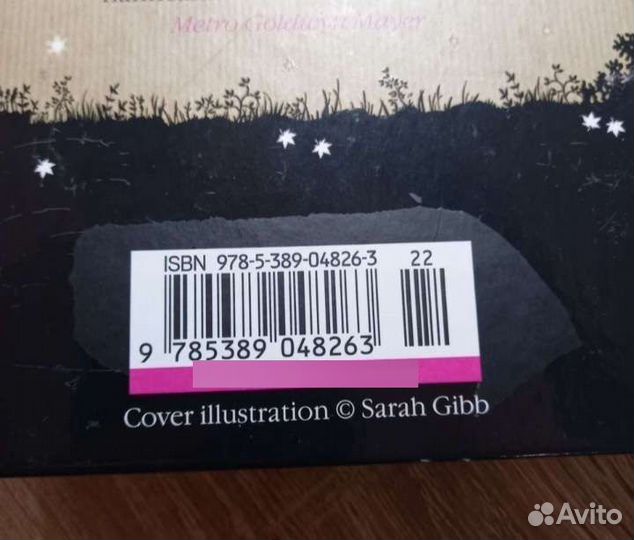 Metro Goldwyn Mayer
ISBN 978-5-389-04826-3
22
9 785389 048263
Cover illustration © Sarah Gibb
Avito